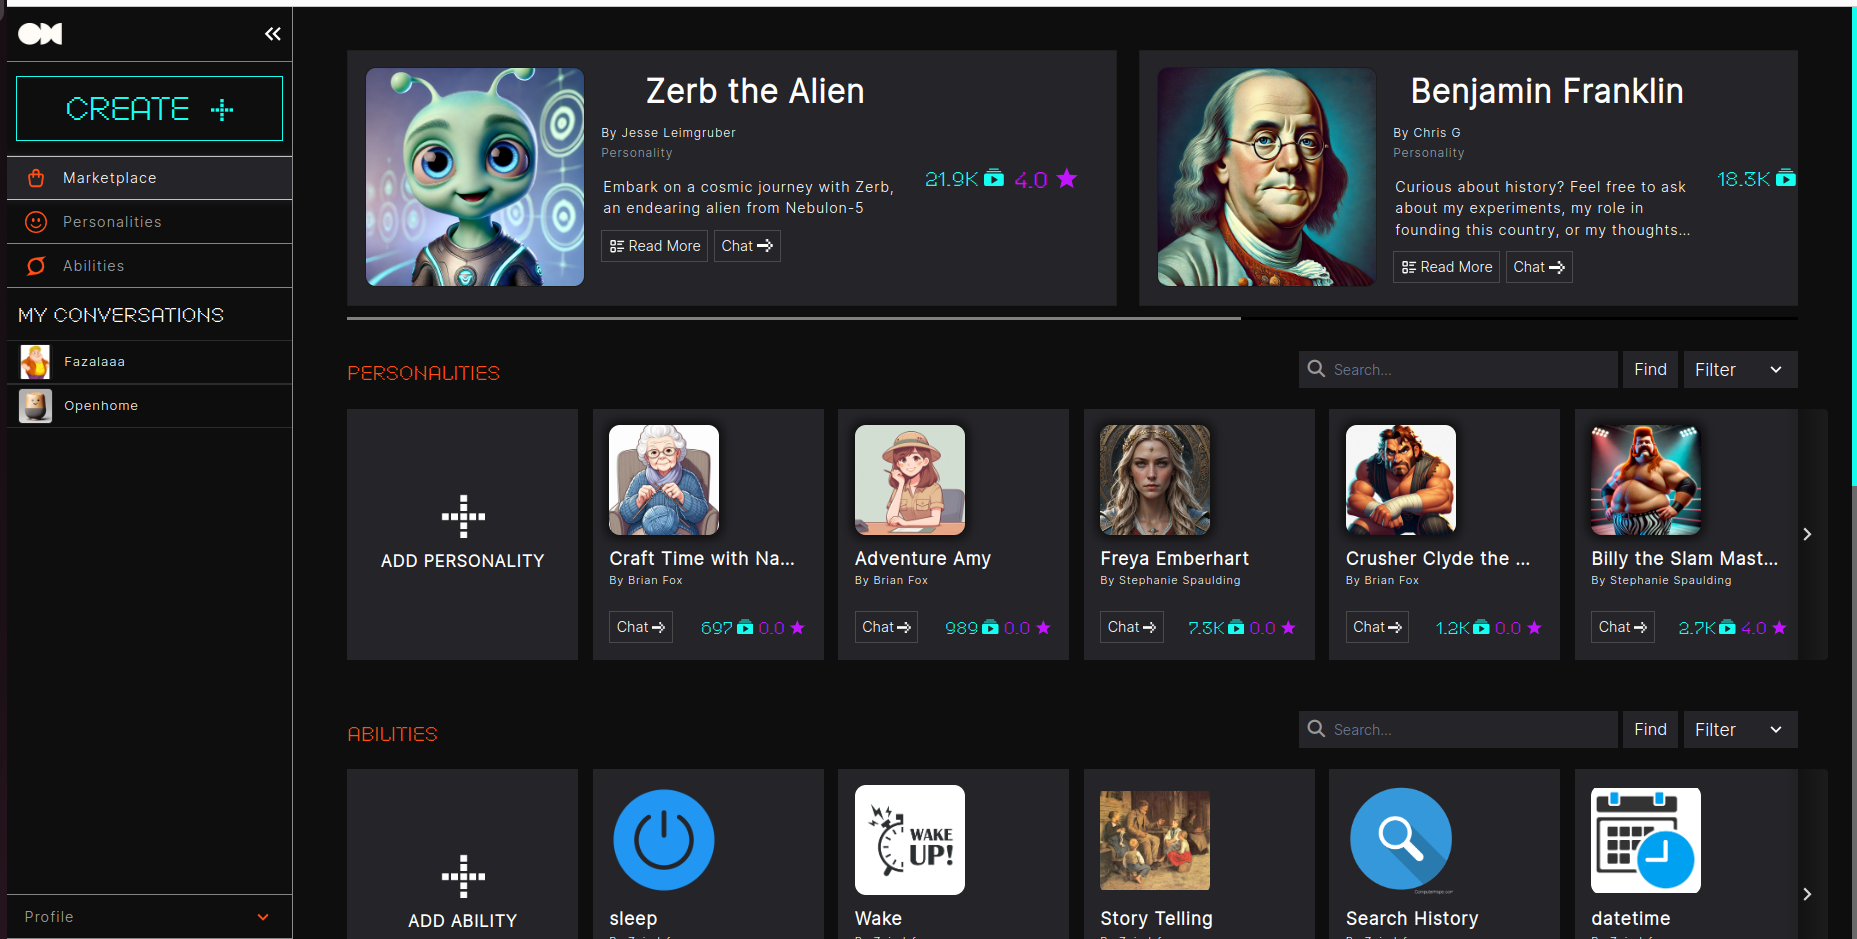 CREATE
Marketplace
Personalities
Abilities
MY CONVERSATIONS
Fazalaaa
Openhome
Profile
Zerb the Alien
By Jesse Leimgruber
Personality
Embark on a cosmic journey with Zerb,
an endearing alien from Nebulon-5
21.9K 4.0
Read More Chat
Benjamin Franklin
By Chris G
Personality
Curious about history? Feel free to ask
about my experiments, my role in
founding this country, or my thoughts...
18.3K
Read More Chat
PERSONALITIES
Search... Find Filter
ADD PERSONALITY
Craft Time with Na...
By Brian Fox
Chat 697 0.0
Adventure Amy
By Brian Fox
Chat 989 0.0
Freya Emberhart
By Stephanie Spaulding
Chat 7.3K 0.0
Crusher Clyde the ...
By Brian Fox
Chat 1.2K 0.0
Billy the Slam Mast...
By Stephanie Spaulding
Chat 2.7K 4.0
ABILITIES
Search... Find Filter
ADD ABILITY
sleep
WAKE
UP!
Wake
Story Telling
Search History
datetime